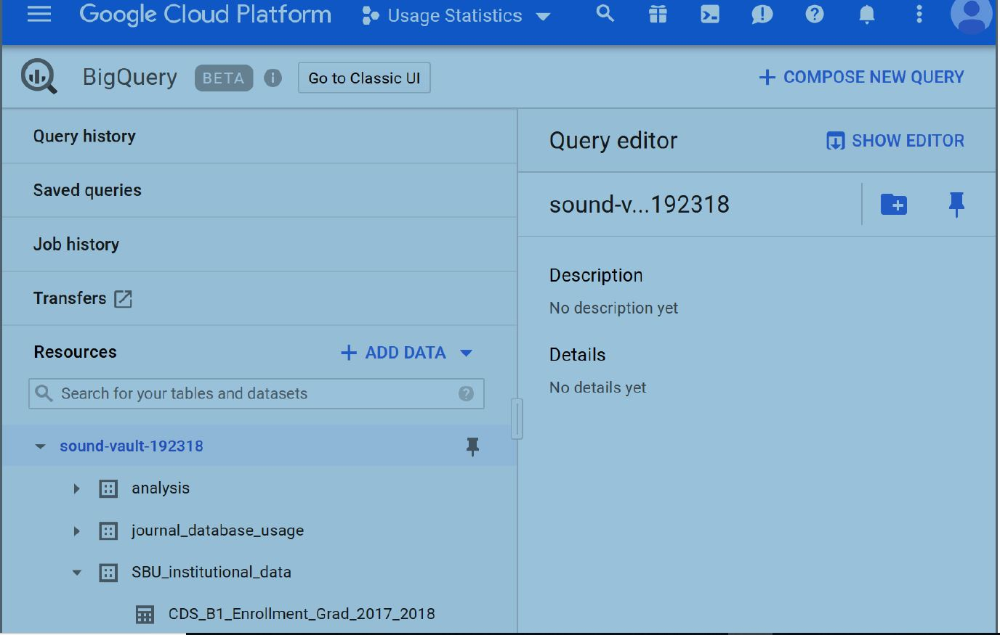 Google Cloud Platform Usage Statistics
BigQuery BETA Go to Classic UI + COMPOSE NEW QUERY
Query history
Saved queries
Job history
Transfers
Resources + ADD DATA
Search for your tables and datasets
sound-vault-192318
analysis
journal_database_usage
SBU_institutional_data
CDS_B1_Enrollment_Grad_2017_2018
Query editor SHOW EDITOR
sound-v...192318
Description
No description yet
Details
No details yet